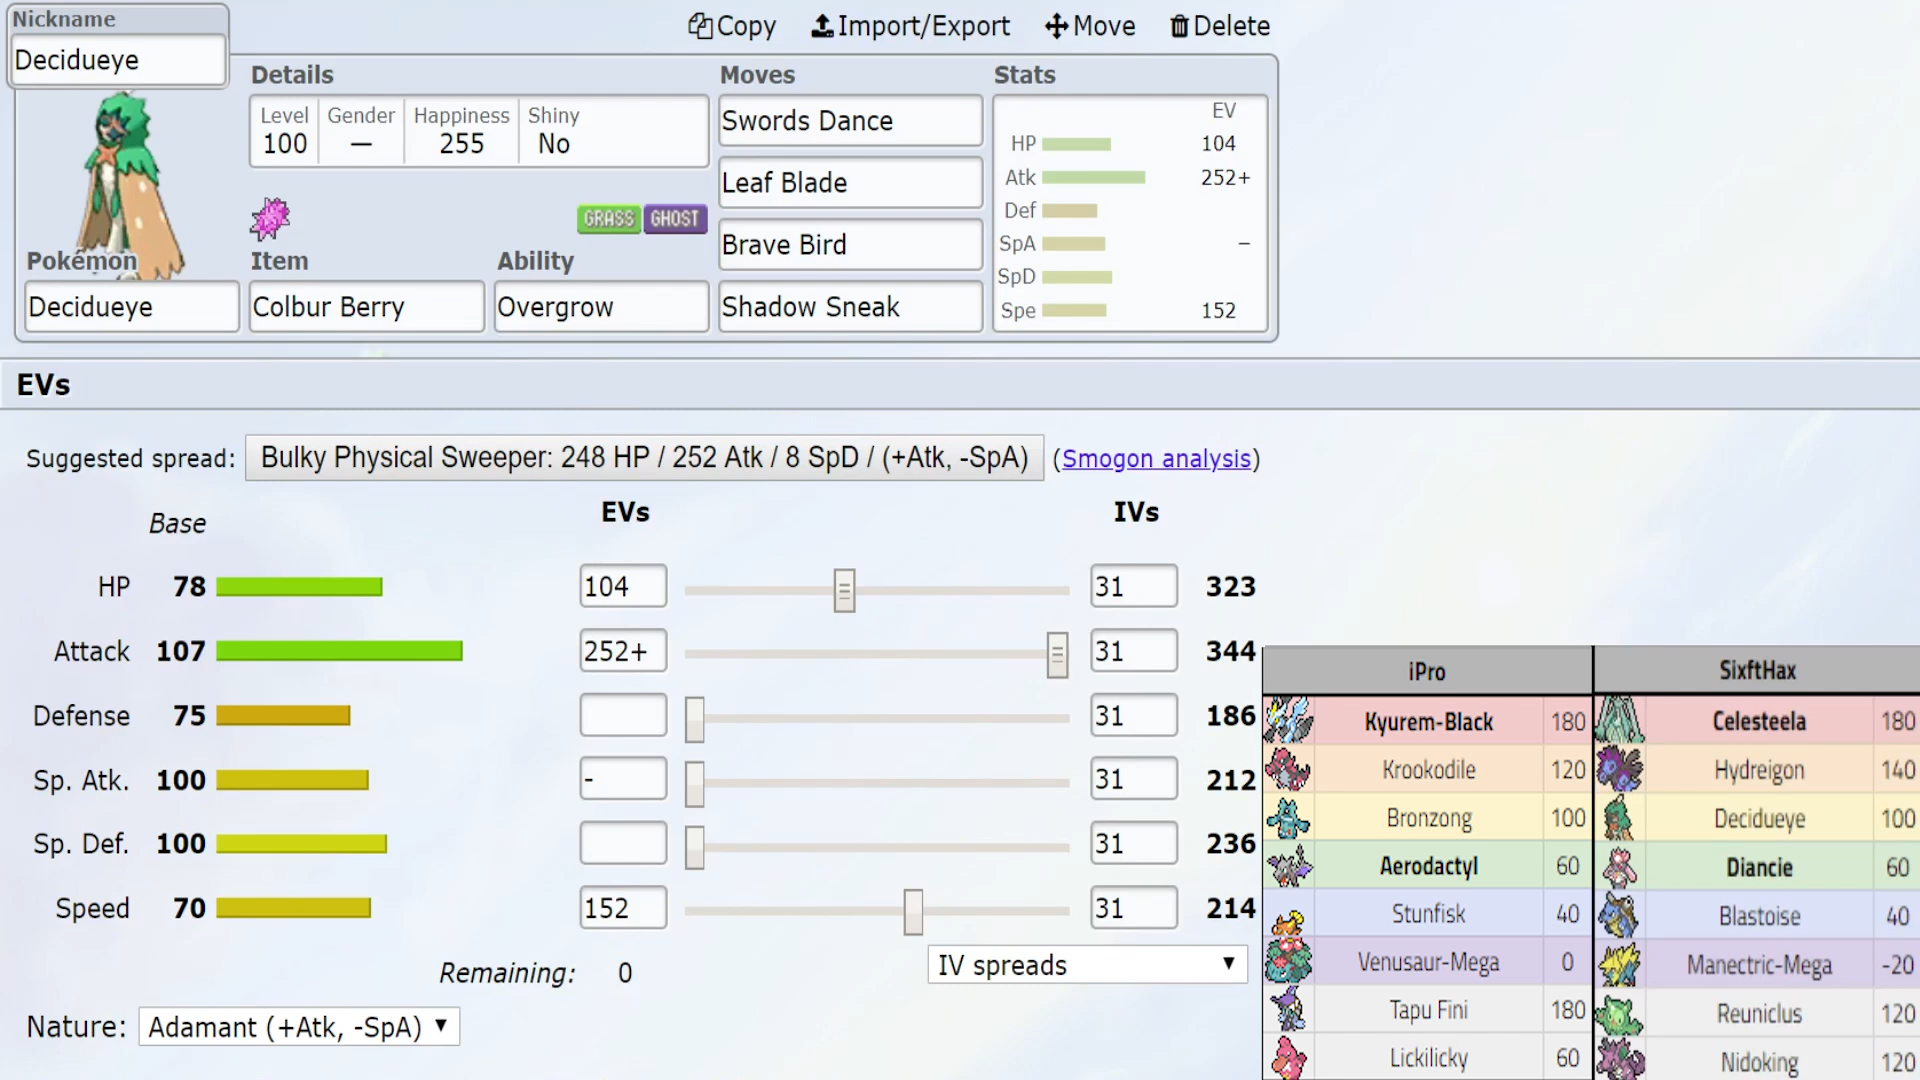 Nickname
Decidueye
Copy Import/Export Move Delete
Details
Level Gender Happiness Shiny
100 — 255 No
GRASS GHOST
Pokémon Item Ability
Decidueye Colbur Berry Overgrow
Moves
Swords Dance
Leaf Blade
Brave Bird
Shadow Sneak
Stats
EV
HP 104
Atk 252+
Def
SpA –
SpD
Spe 152
EVs
Suggested spread: Bulky Physical Sweeper: 248 HP / 252 Atk / 8 SpD / (+Atk, -SpA) (Smogon analysis)
Base EVs IVs
HP 78 104 31 323
Attack 107 252+ 31 344
Defense 75 31 186
Sp. Atk. 100 - 31 212
Sp. Def. 100 31 236
Speed 70 152 31 214
Remaining: 0 IV spreads
Nature: Adamant (+Atk, -SpA)
iPro SixftHax
Kyurem-Black 180 Celesteela 180
Krookodile 120 Hydreigon 140
Bronzong 100 Decidueye 100
Aerodactyl 60 Diancie 60
Stunfisk 40 Blastoise 40
Venusaur-Mega 0 Manectric-Mega -20
Tapu Fini 180 Reuniclus 120
Lickilicky 60 Nidoking 120